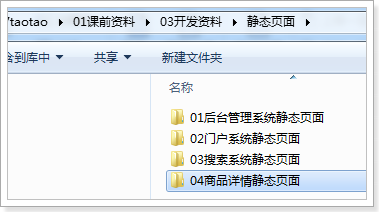 /taotao ▸ 01课前资料 ▸ 03开发资料 ▸ 静态页面 ▸
含到库中 共享 新建文件夹
名称
01后台管理系统静态页面
02门户系统静态页面
03搜索系统静态页面
04商品详情静态页面